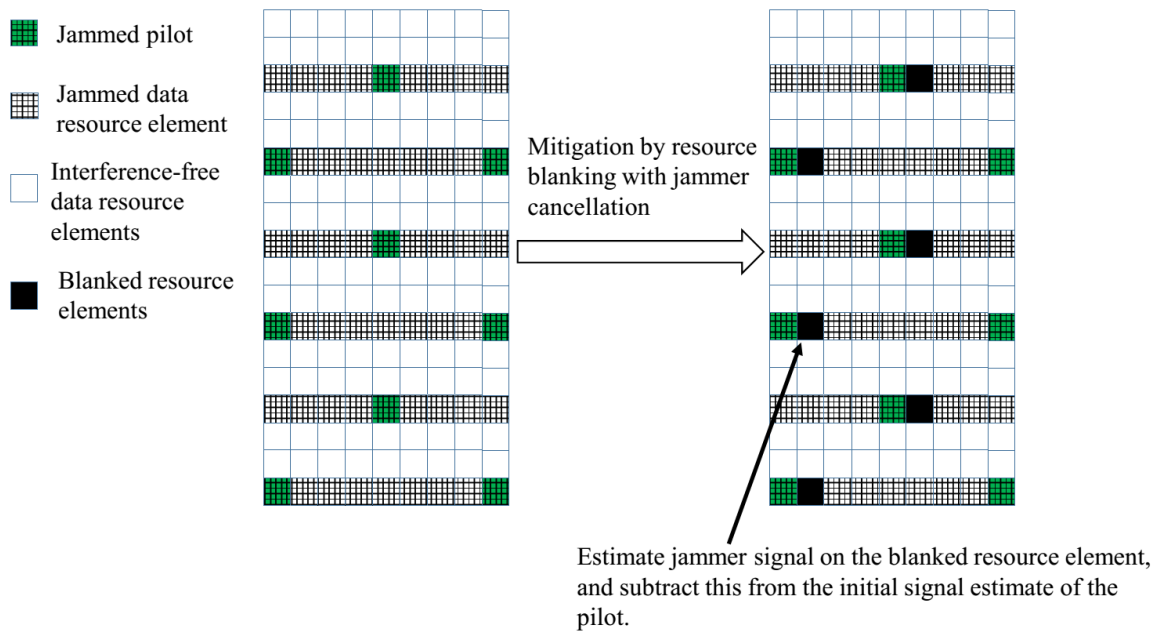 Jammed pilot
Jammed data
resource element
Interference-free
data resource
elements
Blanked resource
elements
Mitigation by resource
blanking with jammer
cancellation
Estimate jammer signal on the blanked resource element,
and subtract this from the initial signal estimate of the
pilot.